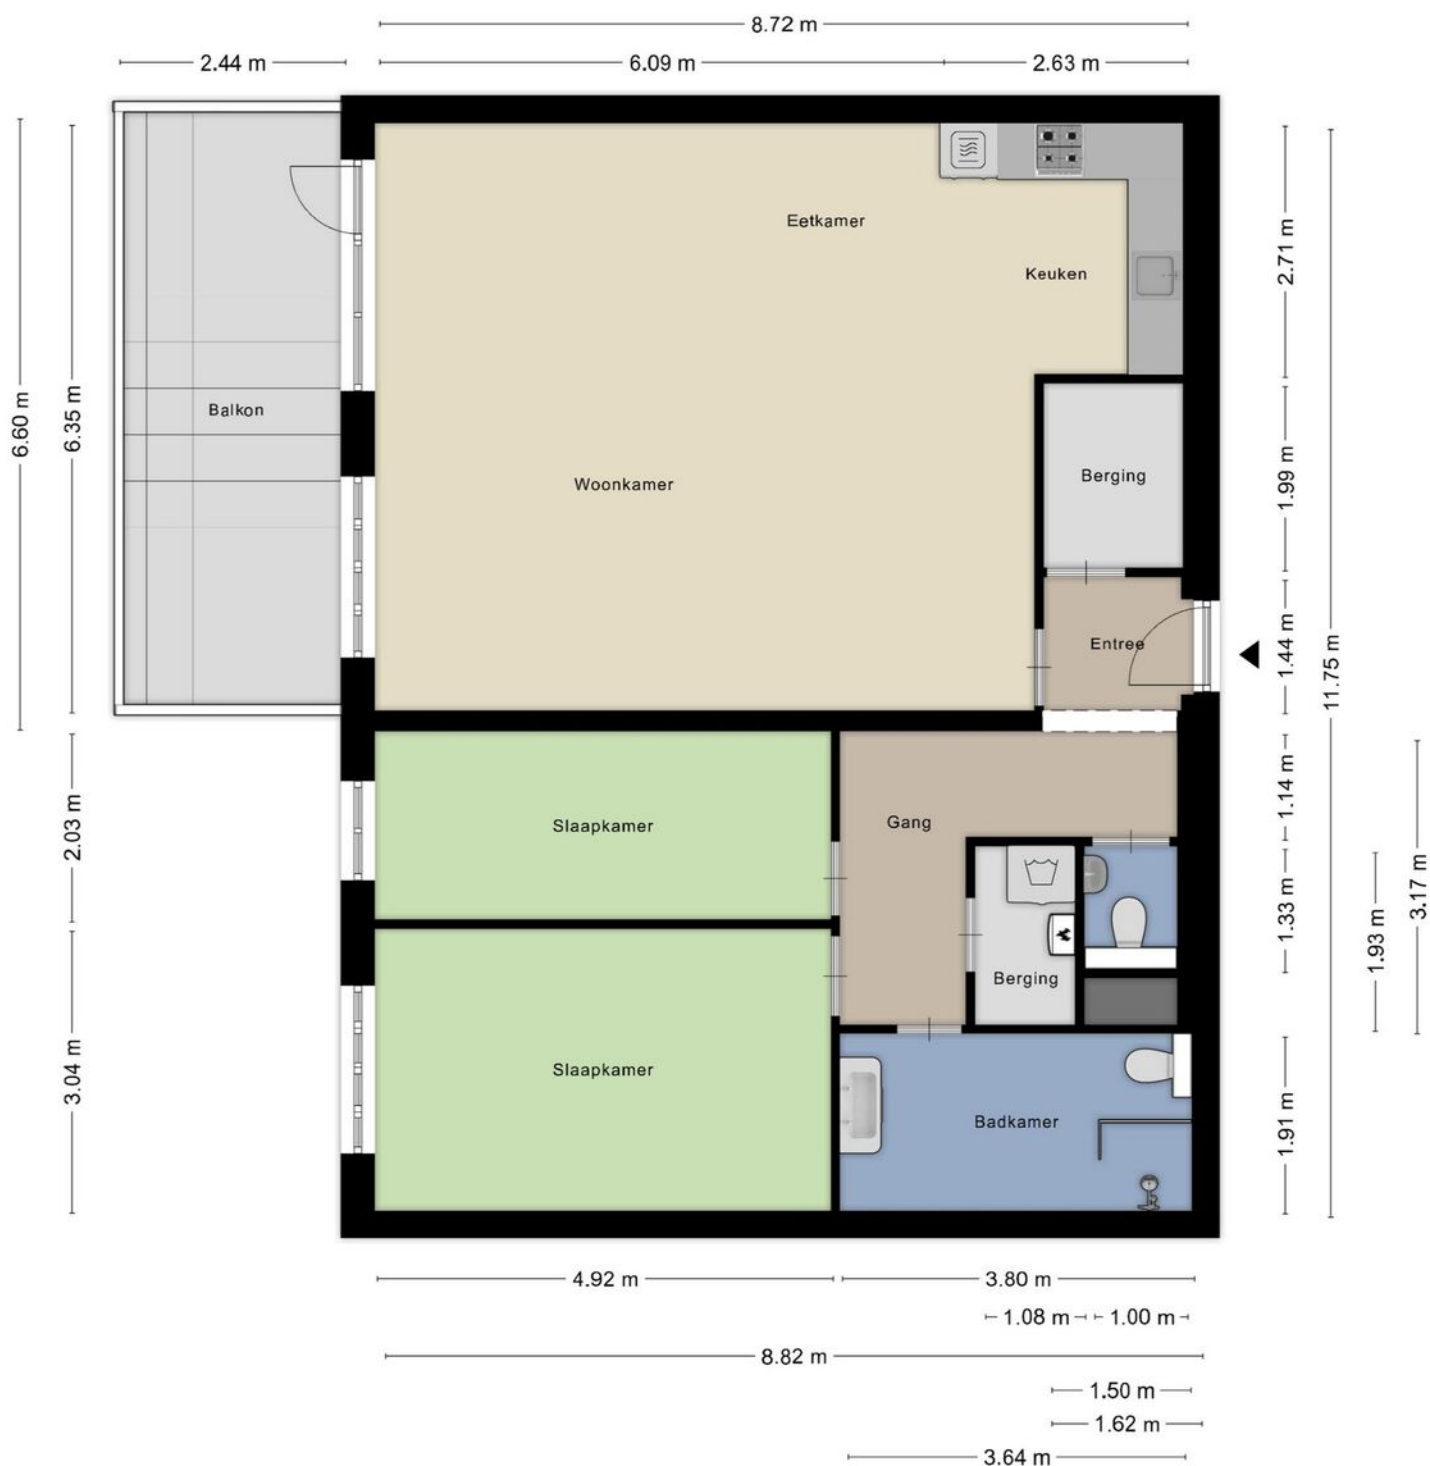 8.72 m
2.44 m
6.09 m
2.63 m
Eetkamer
Keuken
2.71 m
6.60 m
6.35 m
Balkon
Woonkamer
Berging
1.99 m
Entree
1.44 m
11.75 m
2.03 m
Slaapkamer
Gang
1.14 m
1.33 m
1.93 m
3.17 m
Berging
3.04 m
Slaapkamer
Badkamer
1.91 m
4.92 m
3.80 m
1.08 m
1.00 m
8.82 m
1.50 m
1.62 m
3.64 m